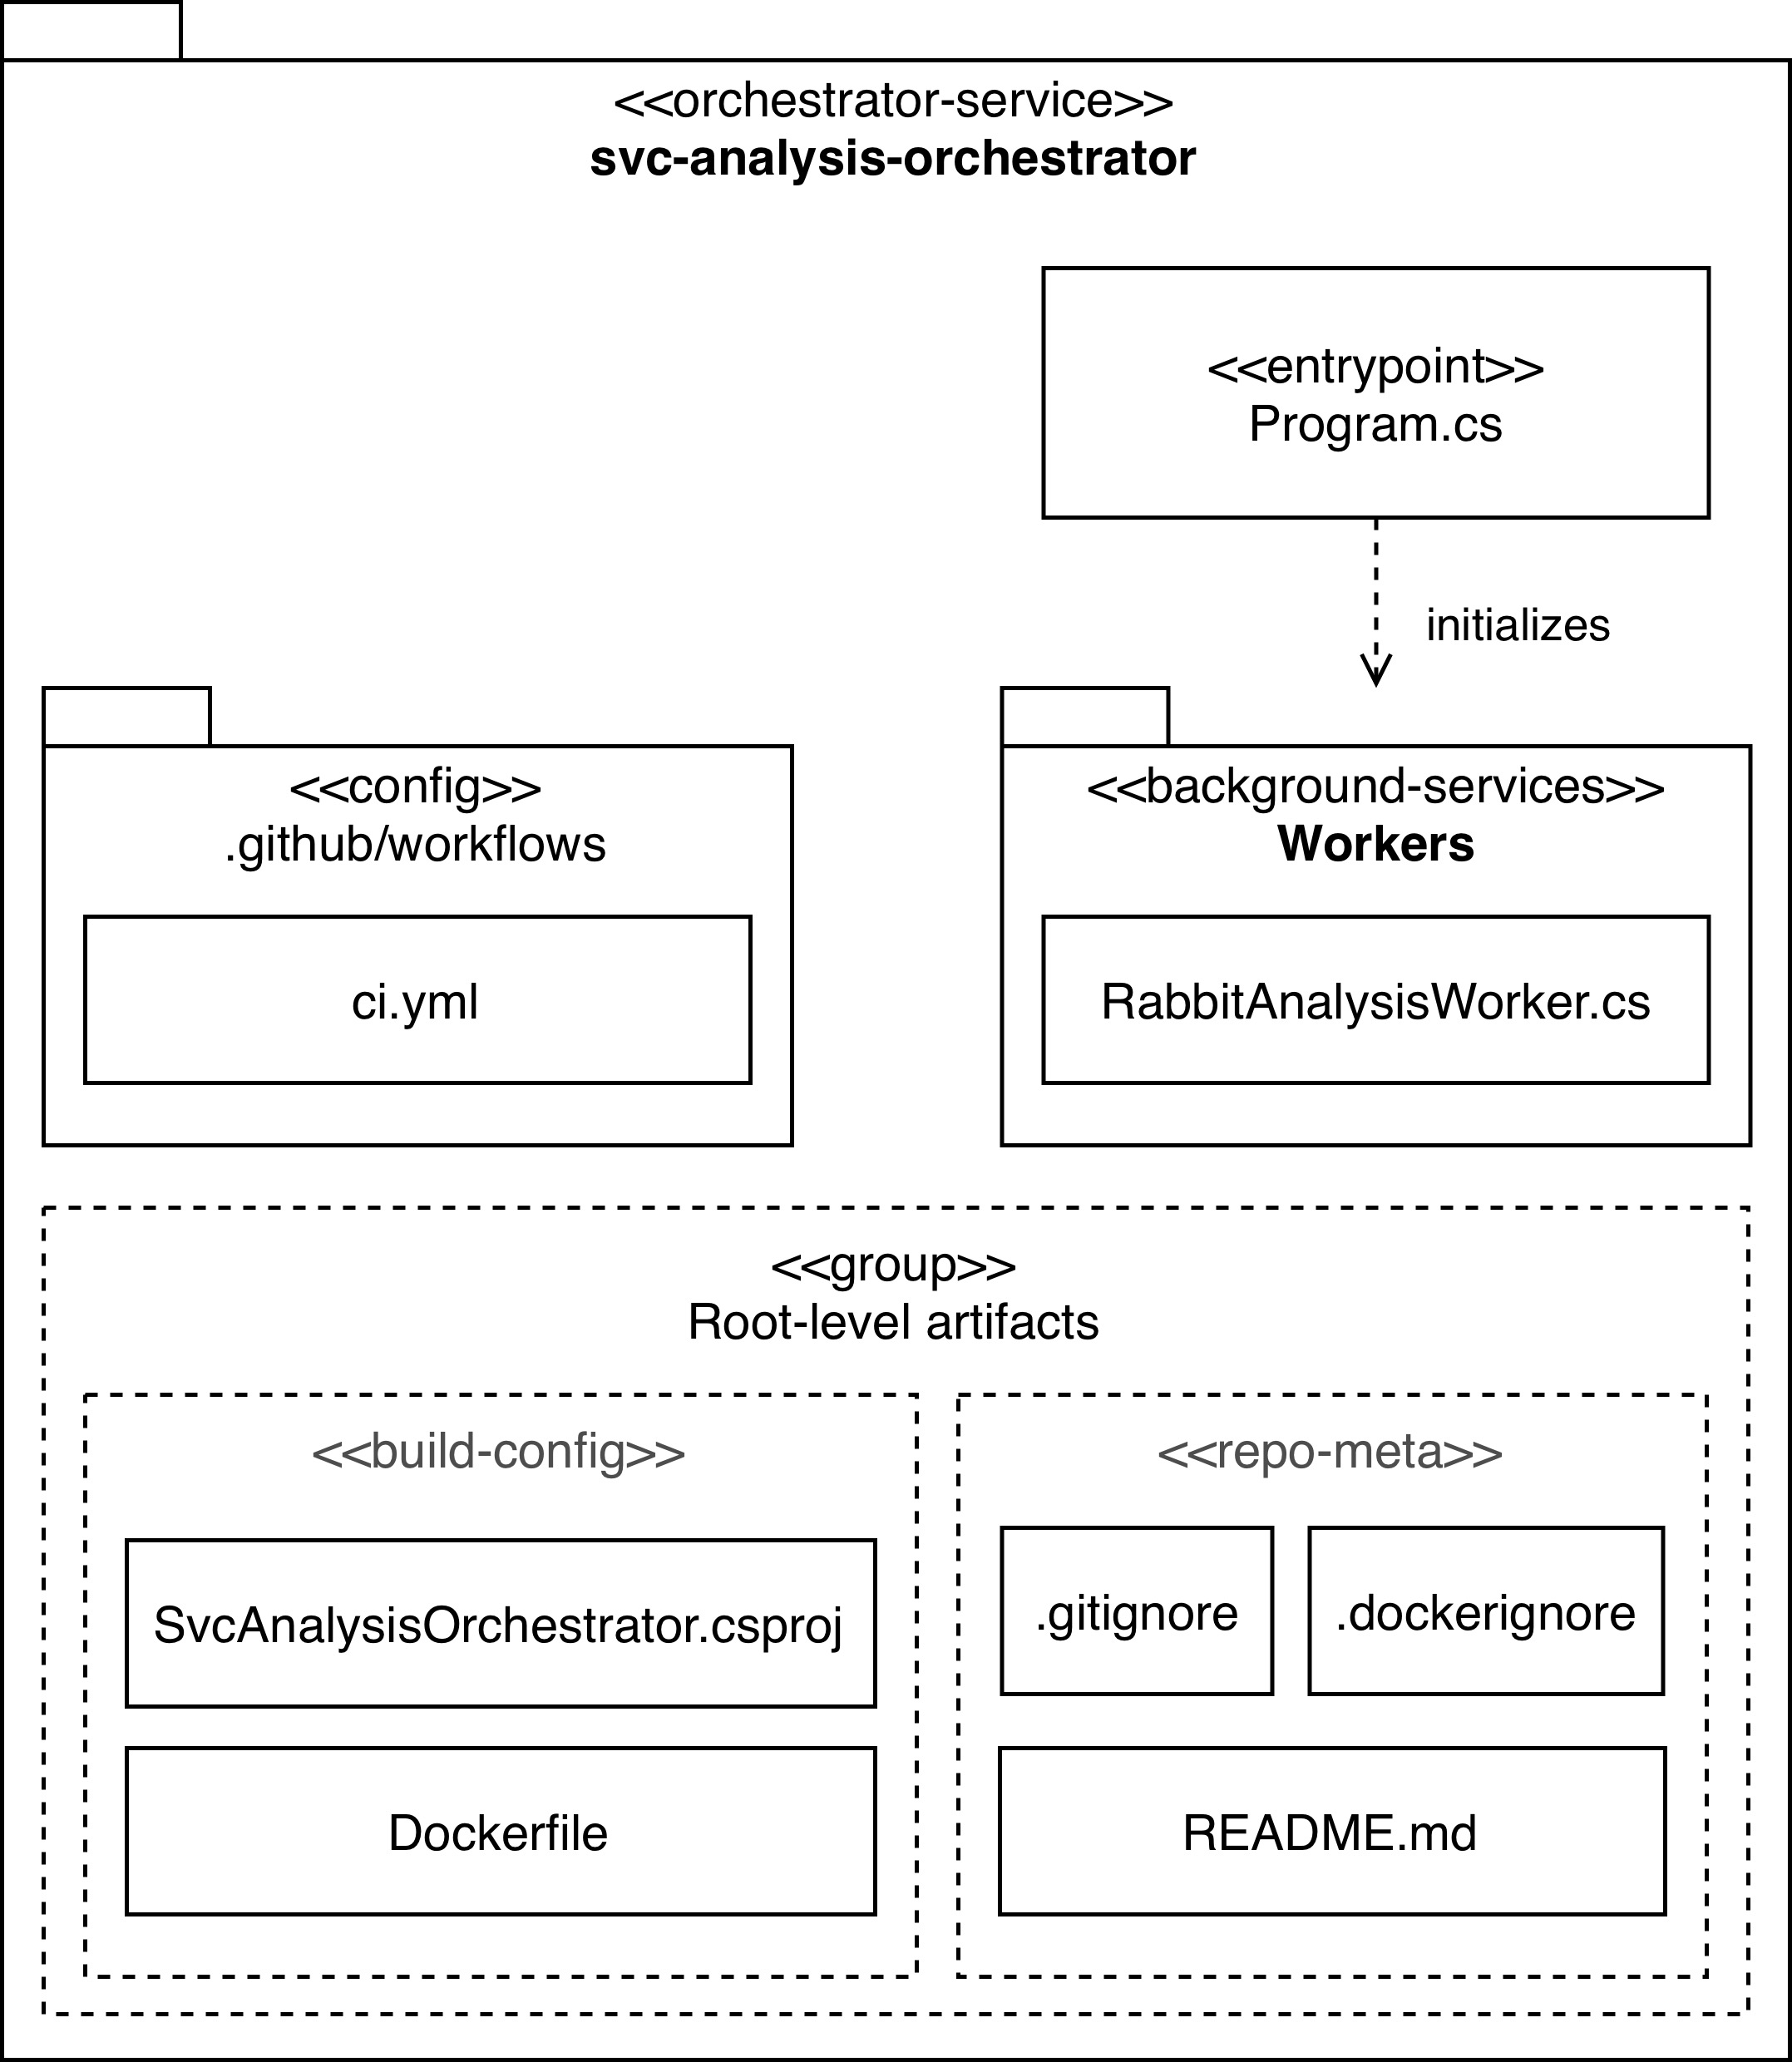 <<orchestrator-service>>
svc-analysis-orchestrator
<<entrypoint>>
Program.cs
initializes
<<config>>
.github/workflows
ci.yml
<<background-services>>
Workers
RabbitAnalysisWorker.cs
<<group>>
Root-level artifacts
<<build-config>>
SvcAnalysisOrchestrator.csproj
Dockerfile
<<repo-meta>>
.gitignore
.dockerignore
README.md